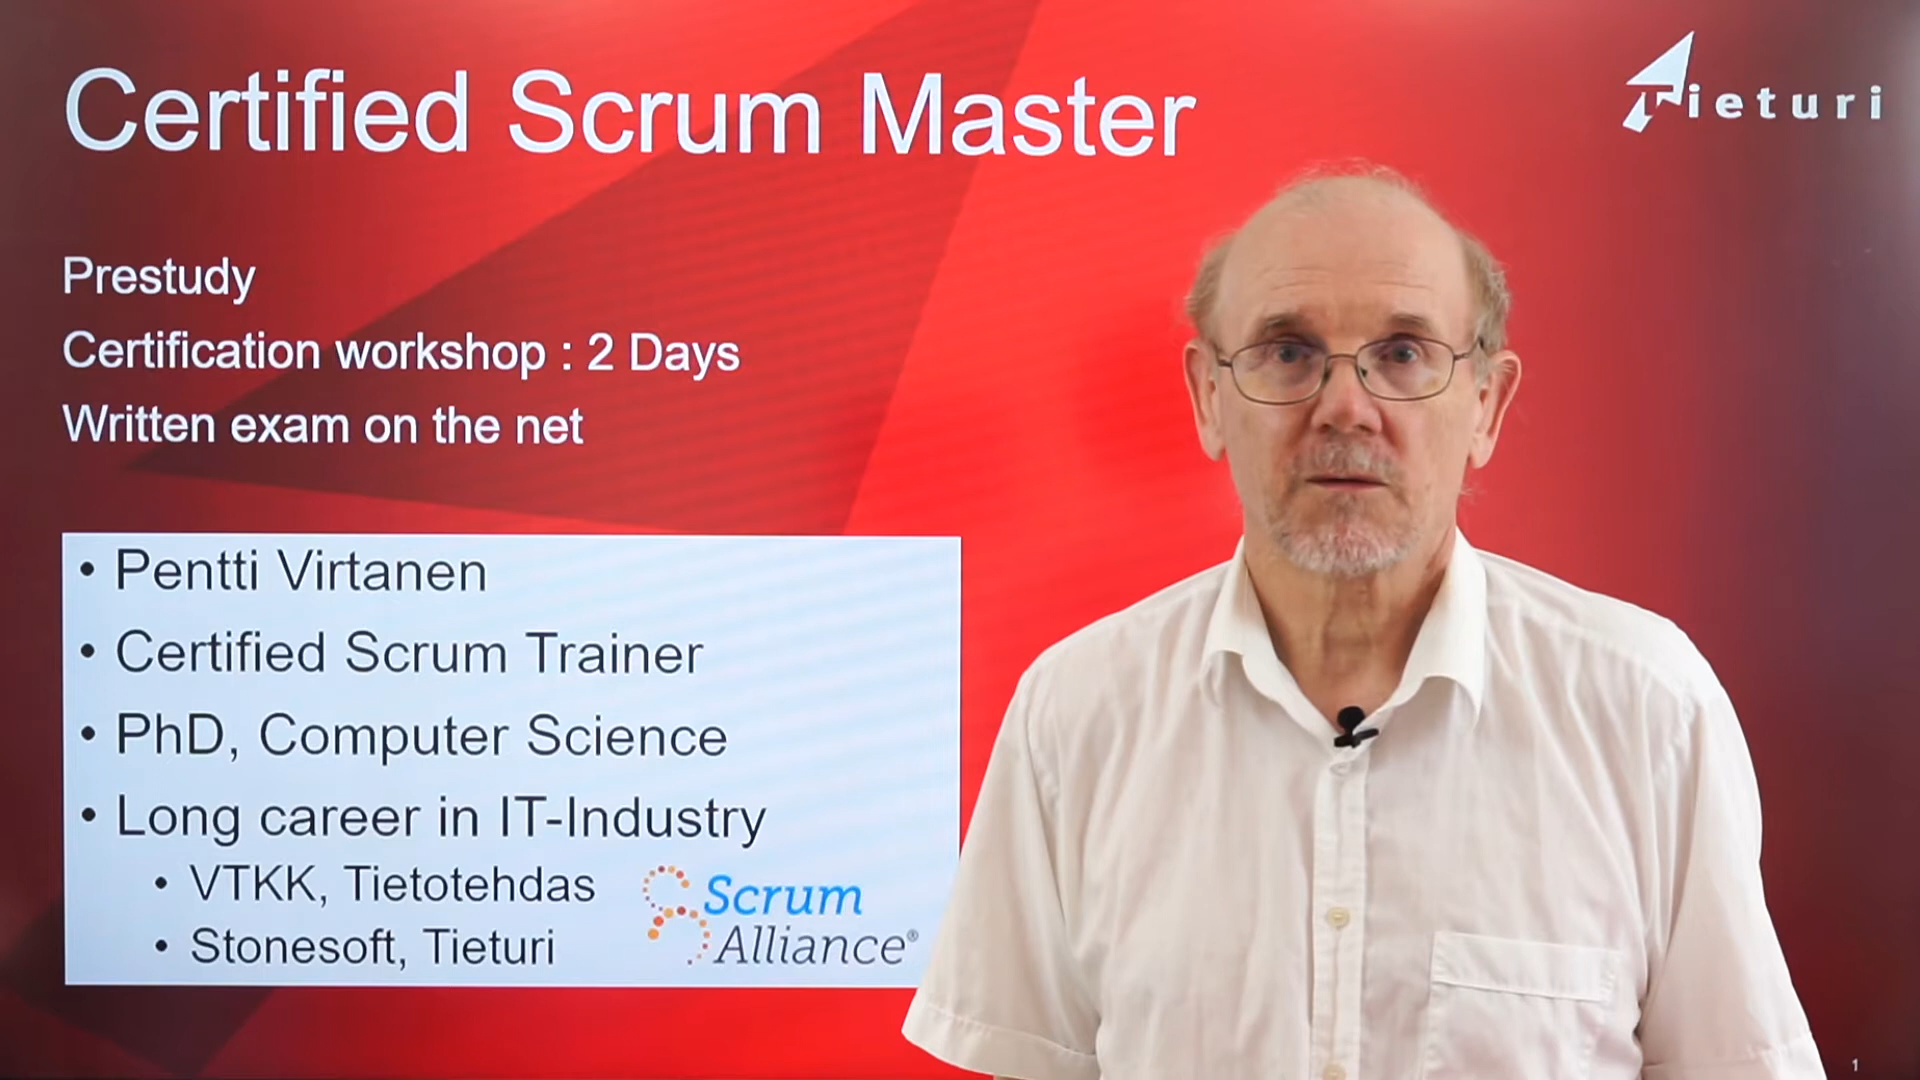 Certified Scrum Master
Tieturi
Prestudy
Certification workshop : 2 Days
Written exam on the net
• Pentti Virtanen
• Certified Scrum Trainer
• PhD, Computer Science
• Long career in IT-Industry
• VTKK, Tietotehdas
• Stonesoft, Tieturi
Scrum
Alliance®
1